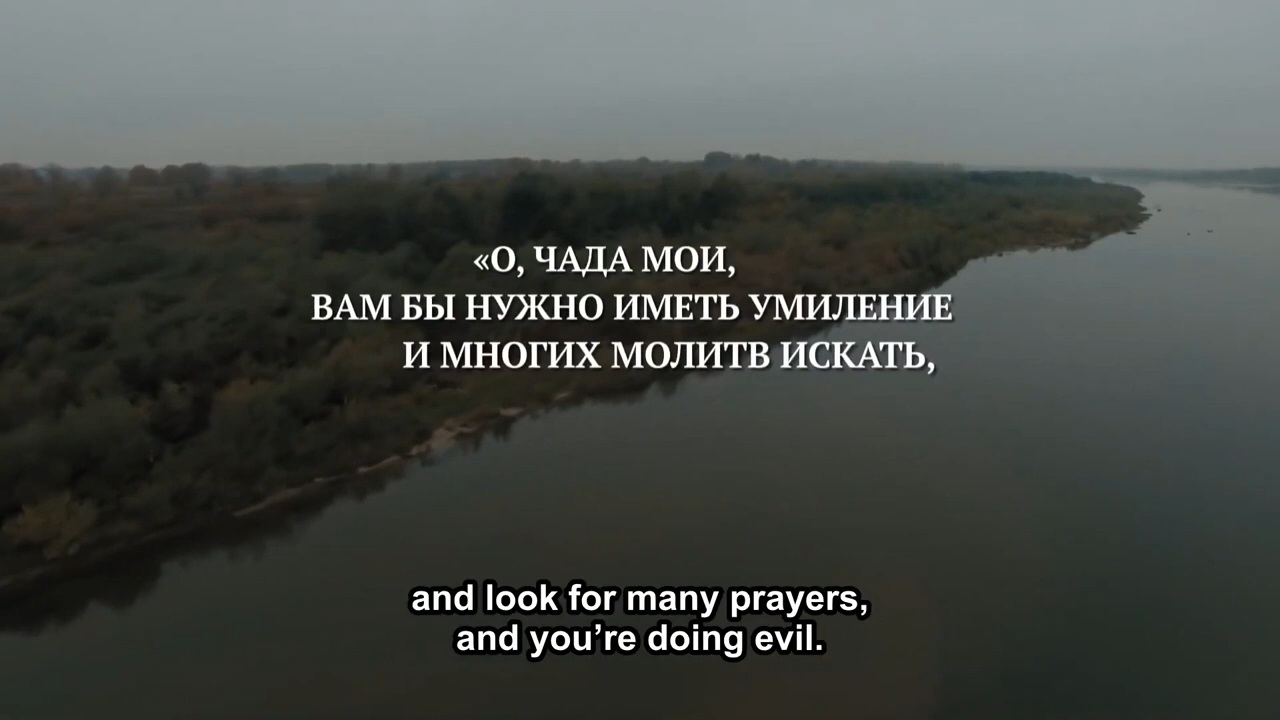 «О, ЧАДА МОИ,
ВАМ БЫ НУЖНО ИМЕТЬ УМИЛЕНИЕ
И МНОГИХ МОЛИТВ ИСКАТЬ,
and look for many prayers,
and you’re doing evil.